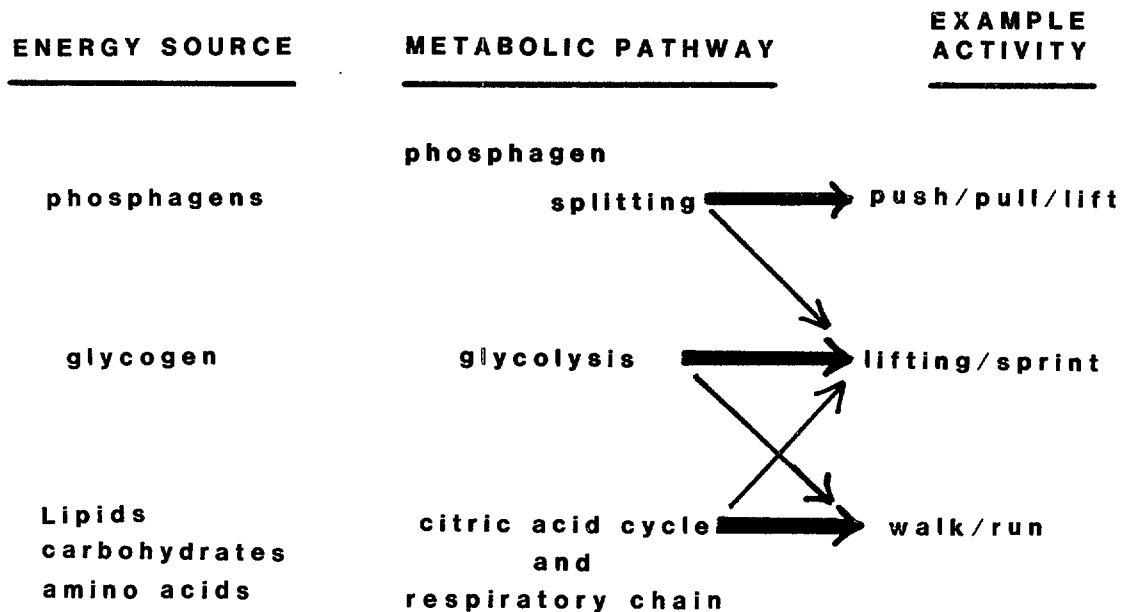 ENERGY SOURCE
METABOLIC PATHWAY
EXAMPLE
ACTIVITY
phosphagens
phosphagen
splitting
push/pull/lift
glycogen
glycolysis
lifting/sprint
Lipids
carbohydrates
amino acids
citric acid cycle
and
respiratory chain
walk/run